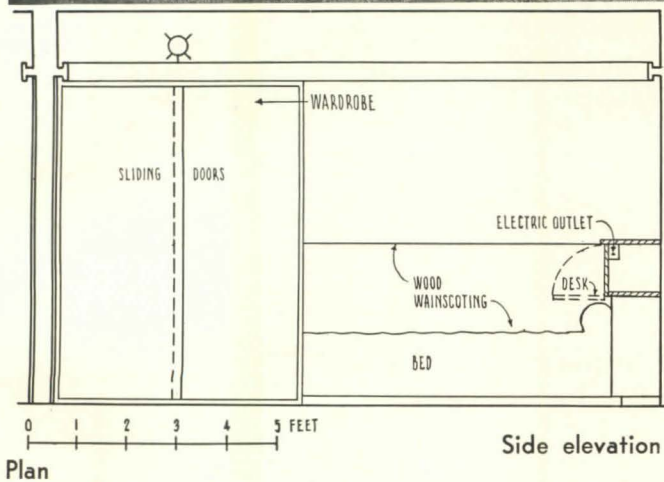 WARDROBE
SLIDING DOORS
ELECTRIC OUTLET
WOOD
WAINSCOTING
DESK
BED
0 1 2 3 4 5 FEET
Side elevation
Plan